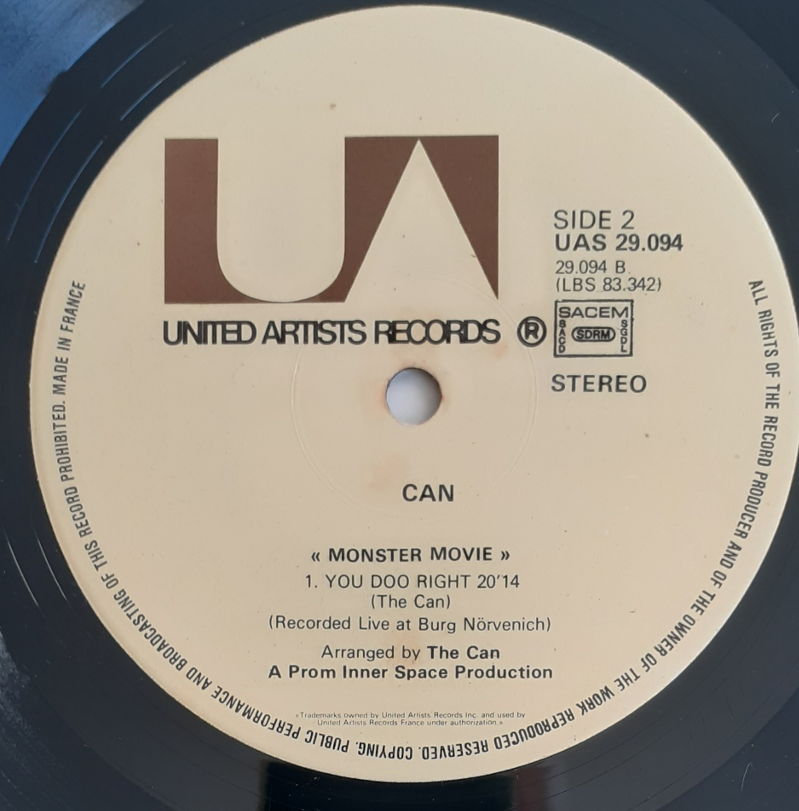 UA
SIDE 2
UAS 29.094
29.094 B
(LBS 83.342)
UNITED ARTISTS RECORDS ®
SACEM
SACD SDRM SGDL
STEREO
CAN
« MONSTER MOVIE »
1. YOU DOO RIGHT 20'14
(The Can)
(Recorded Live at Burg Nörvenich)
Arranged by The Can
A Prom Inner Space Production
«Trademarks owned by United Artists Records Inc. and used by
United Artists Records France under authorization.»
ALL RIGHTS OF THE RECORD PRODUCER AND OF THE OWNER OF THE WORK REPRODUCED RESERVED. COPYING, PUBLIC PERFORMANCE AND BROADCASTING OF THIS RECORD PROHIBITED. MADE IN FRANCE